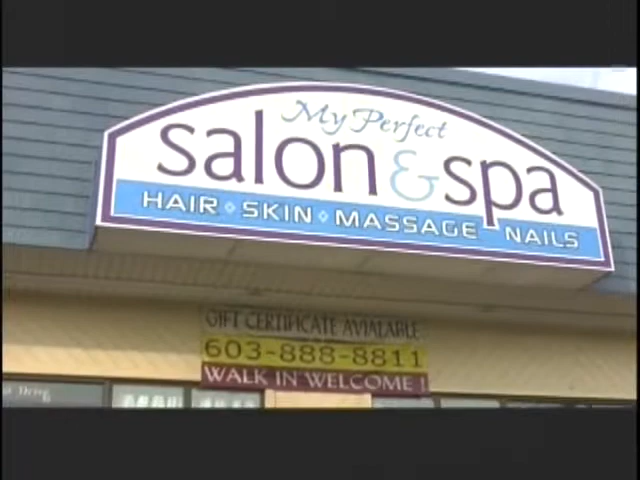 My Perfect
salon & spa
HAIR ◇ SKIN ◇ MASSAGE NAILS
GIFT CERTIFICATE AVIALABLE
603-888-8811
WALK IN WELCOME !